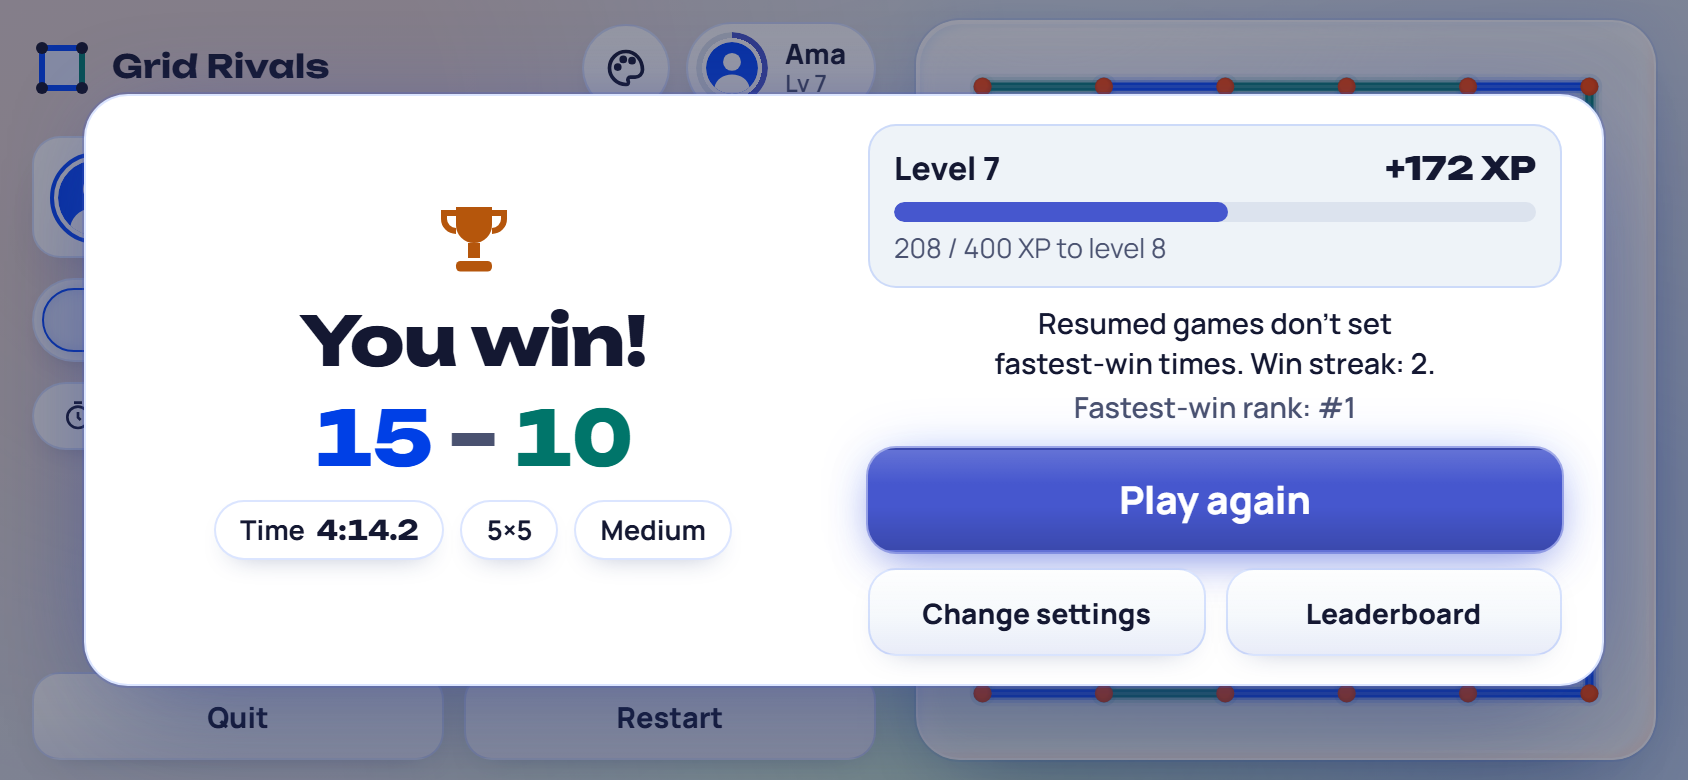 Grid Rivals
Ama
Lv 7
You win!
15 – 10
Time 4:14.2
5×5
Medium
Level 7
+172 XP
208 / 400 XP to level 8
Resumed games don’t set
fastest-win times. Win streak: 2.
Fastest-win rank: #1
Play again
Change settings
Leaderboard
Quit
Restart